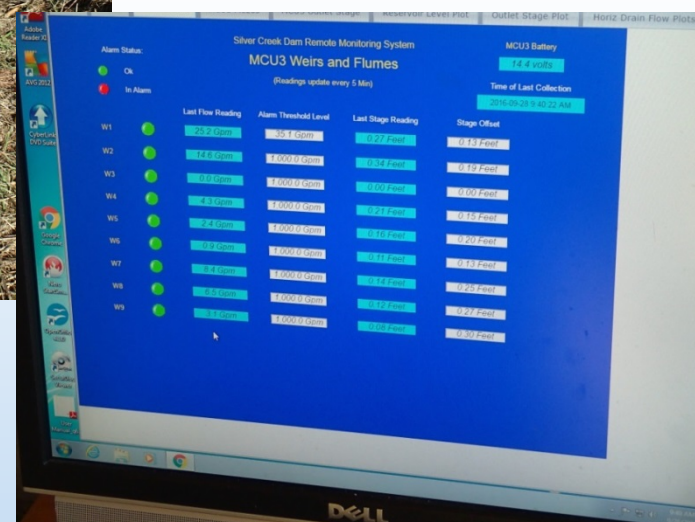 Outlet Stage
Reservoir Level Plot
Outlet Stage Plot
Horiz Drain Flow Plots
Adobe Reader XI
AVG 2012
CyberLink DVD Suite
Silver Creek Dam Remote Monitoring System
MCU3 Weirs and Flumes
(Readings update every 5 Min)
Alarm Status:
Ok
In Alarm
MCU3 Battery
14.4 volts
Time of Last Collection
2016-09-28 9:40:22 AM
Last Flow Reading Alarm Threshold Level Last Stage Reading Stage Offset
W1 25.2 Gpm 35.1 Gpm 0.27 Feet 0.13 Feet
W2 14.6 Gpm 1,000.0 Gpm 0.34 Feet 0.19 Feet
W3 0.0 Gpm 1,000.0 Gpm 0.00 Feet 0.00 Feet
W4 4.3 Gpm 1,000.0 Gpm 0.21 Feet 0.15 Feet
W5 2.4 Gpm 1,000.0 Gpm 0.16 Feet 0.20 Feet
W6 0.9 Gpm 1,000.0 Gpm 0.11 Feet 0.13 Feet
W7 8.4 Gpm 1,000.0 Gpm 0.14 Feet 0.25 Feet
W8 6.5 Gpm 1,000.0 Gpm 0.12 Feet 0.27 Feet
W9 3.1 Gpm 1,000.0 Gpm 0.08 Feet 0.30 Feet
DELL